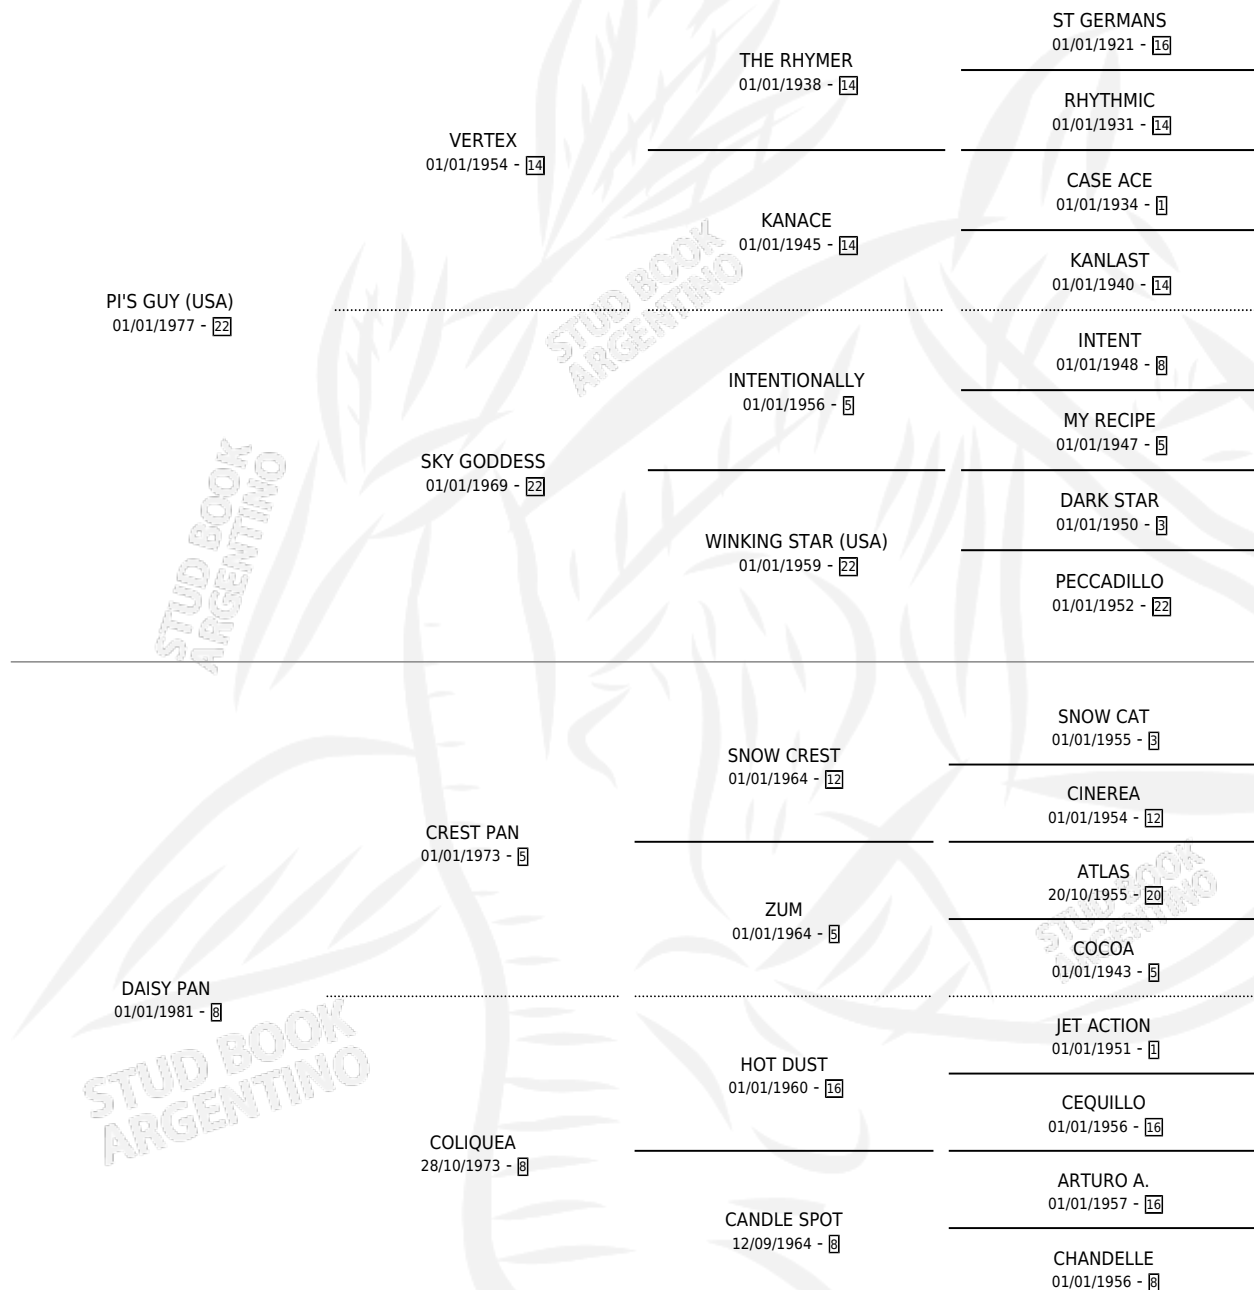 ST GERMANS
01/01/1921 - 16
THE RHYMER
01/01/1938 - 14
RHYTHMIC
01/01/1931 - 14
VERTEX
01/01/1954 - 14
CASE ACE
01/01/1934 - 1
KANACE
01/01/1945 - 14
KANLAST
01/01/1940 - 14
PI'S GUY (USA)
01/01/1977 - 22
INTENT
01/01/1948 - 8
INTENTIONALLY
01/01/1956 - 5
MY RECIPE
01/01/1947 - 5
SKY GODDESS
01/01/1969 - 22
DARK STAR
01/01/1950 - 3
WINKING STAR (USA)
01/01/1959 - 22
PECCADILLO
01/01/1952 - 22
STUD BOOK
ARGENTINO
STUD BOOK
ARGENTINO
SNOW CAT
01/01/1955 - 3
SNOW CREST
01/01/1964 - 12
CINEREA
01/01/1954 - 12
CREST PAN
01/01/1973 - 5
ATLAS
20/10/1955 - 20
ZUM
01/01/1964 - 5
COCOA
01/01/1943 - 5
STUD BOOK
ARGENTINO
DAISY PAN
01/01/1981 - 8
JET ACTION
01/01/1951 - 1
HOT DUST
01/01/1960 - 16
CEQUILLO
01/01/1956 - 16
COLIQUEA
28/10/1973 - 8
ARTURO A.
01/01/1957 - 16
CANDLE SPOT
12/09/1964 - 8
CHANDELLE
01/01/1956 - 8
STUD BOOK
ARGENTINO